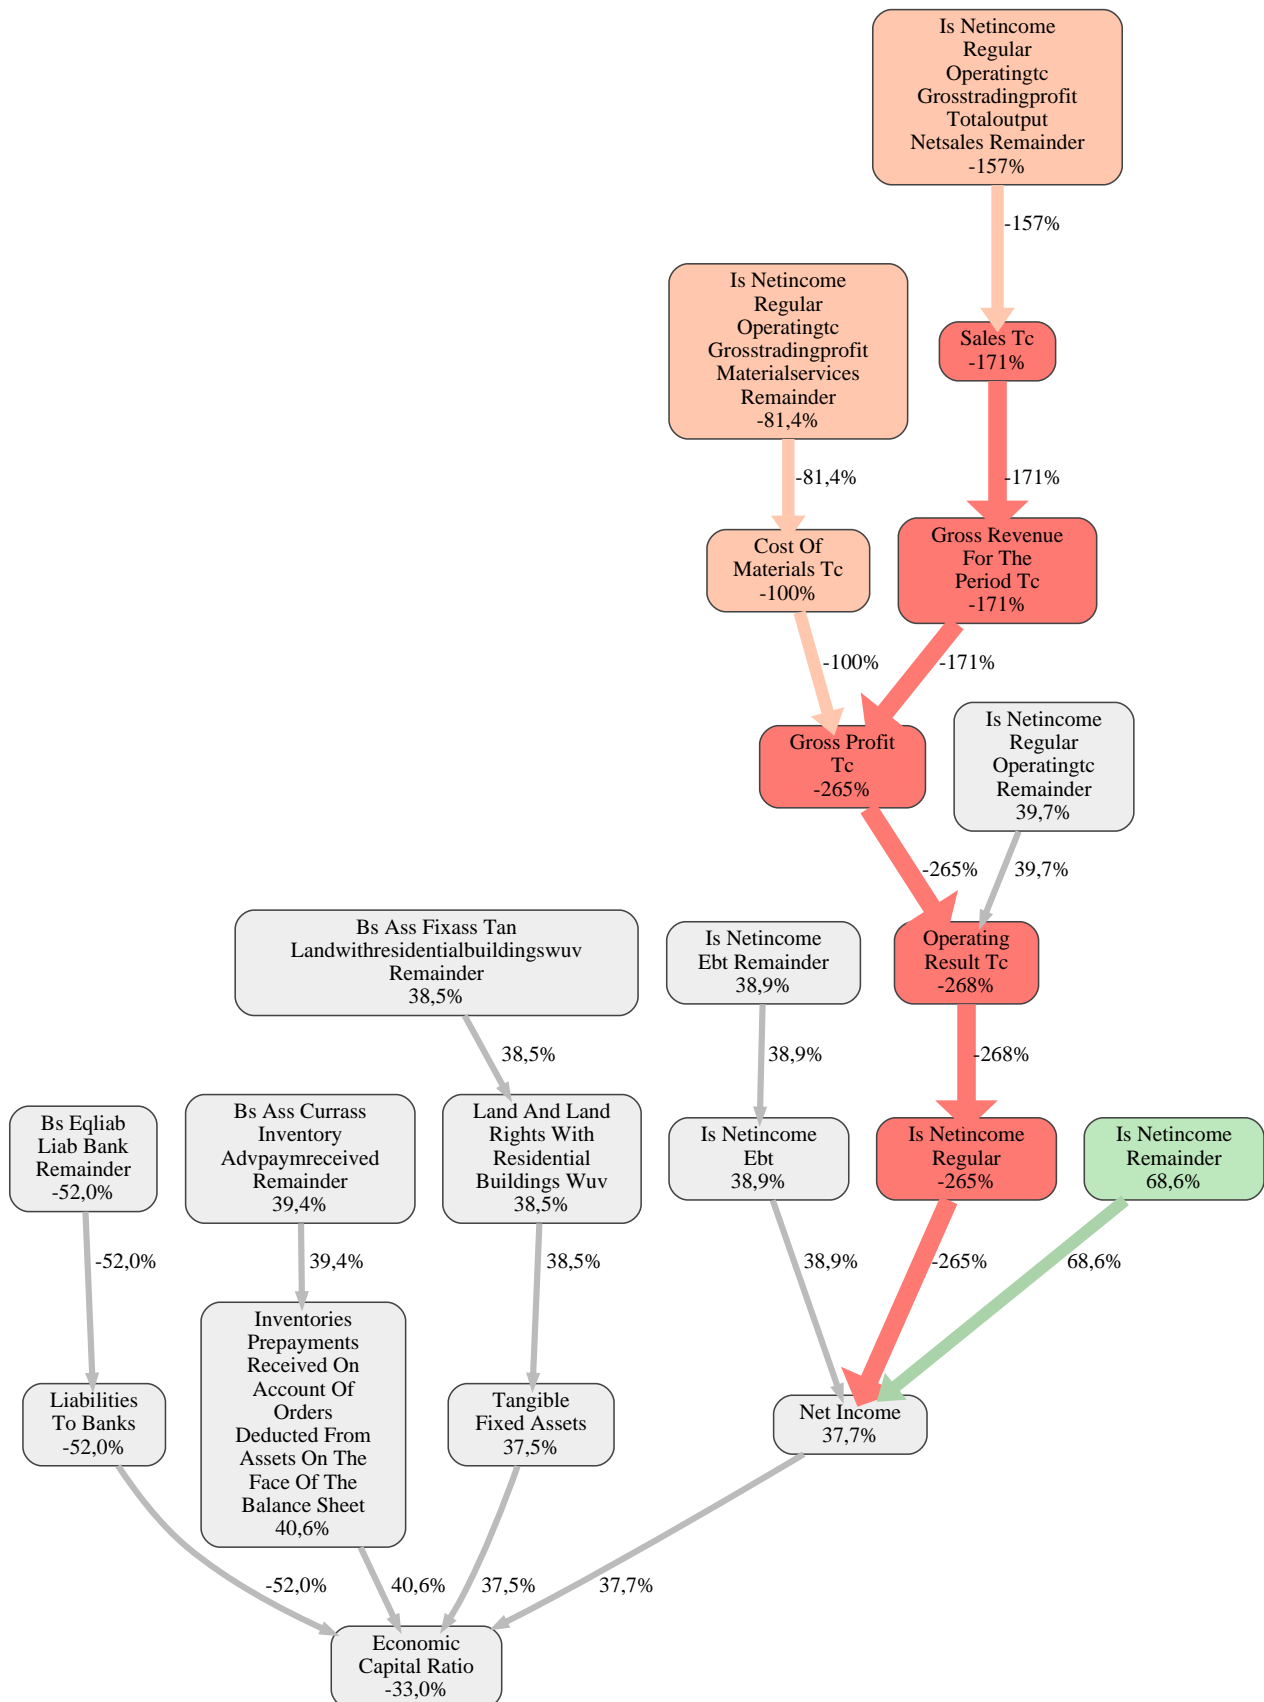 Is Netincome
Regular
Operatingtc
Grosstradingprofit
Totaloutput
Netsales Remainder
-157%
-157%
Is Netincome
Regular
Operatingtc
Grosstradingprofit
Materialservices
Remainder
-81,4%
Sales Tc
-171%
-81,4%
-171%
Cost Of
Materials Tc
-100%
Gross Revenue
For The
Period Tc
-171%
-100%
-171%
Gross Profit
Tc
-265%
Is Netincome
Regular
Operatingtc
Remainder
39,7%
-265%
39,7%
Bs Ass Fixass Tan
Landwithresidentialbuildingswuv
Remainder
38,5%
Is Netincome
Ebt Remainder
38,9%
Operating
Result Tc
-268%
38,5%
38,9%
-268%
Bs Eqliab
Liab Bank
Remainder
-52,0%
Bs Ass Currass
Inventory
Advpaymreceived
Remainder
39,4%
Land And Land
Rights With
Residential
Buildings Wuv
38,5%
Is Netincome
Ebt
38,9%
Is Netincome
Regular
-265%
Is Netincome
Remainder
68,6%
-52,0%
39,4%
38,5%
38,9%
-265%
68,6%
Liabilities
To Banks
-52,0%
Inventories
Prepayments
Received On
Account Of
Orders
Deducted From
Assets On The
Face Of The
Balance Sheet
40,6%
Tangible
Fixed Assets
37,5%
Net Income
37,7%
-52,0%
40,6%
37,5%
37,7%
Economic
Capital Ratio
-33,0%